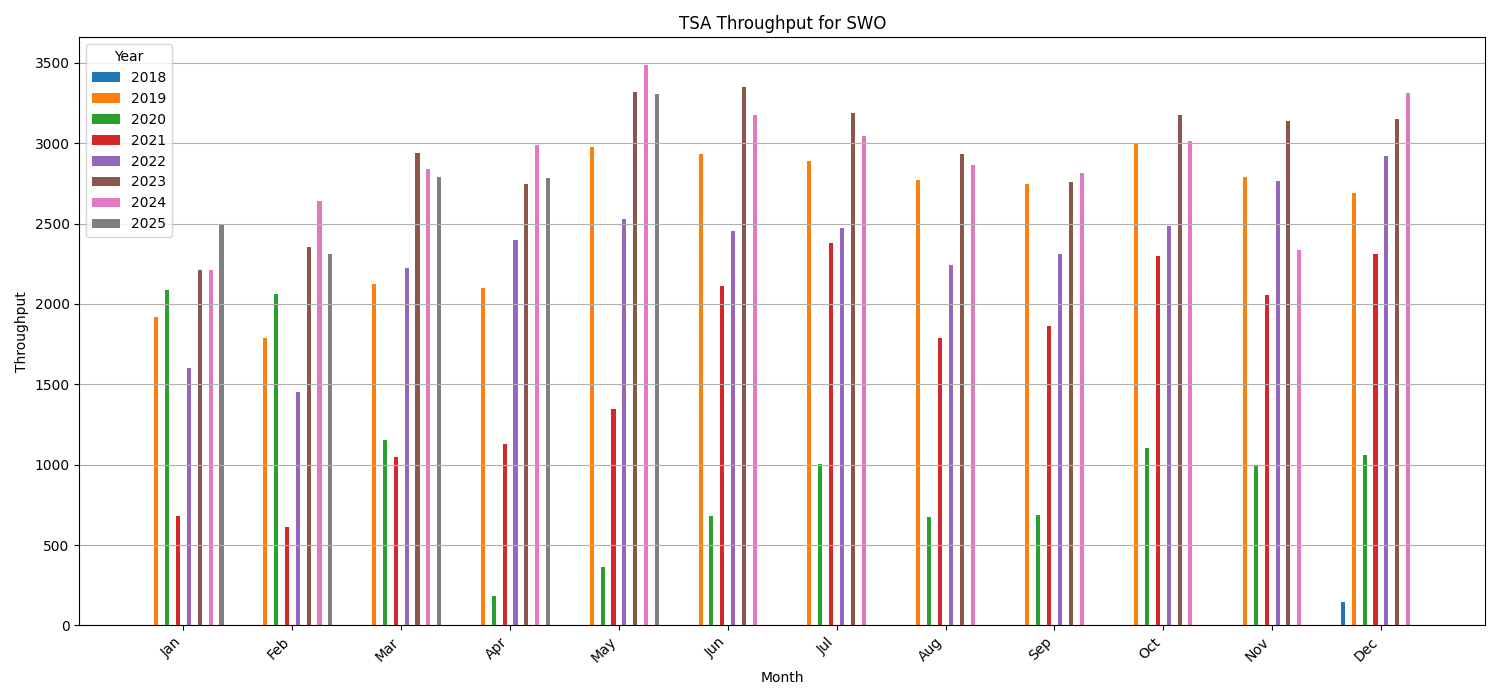 TSA Throughput for SWO
Year
2018
2019
2020
2021
2022
2023
2024
2025
Throughput
3500
3000
2500
2000
1500
1000
500
0
Jan
Feb
Mar
Apr
May
Jun
Jul
Aug
Sep
Oct
Nov
Dec
Month